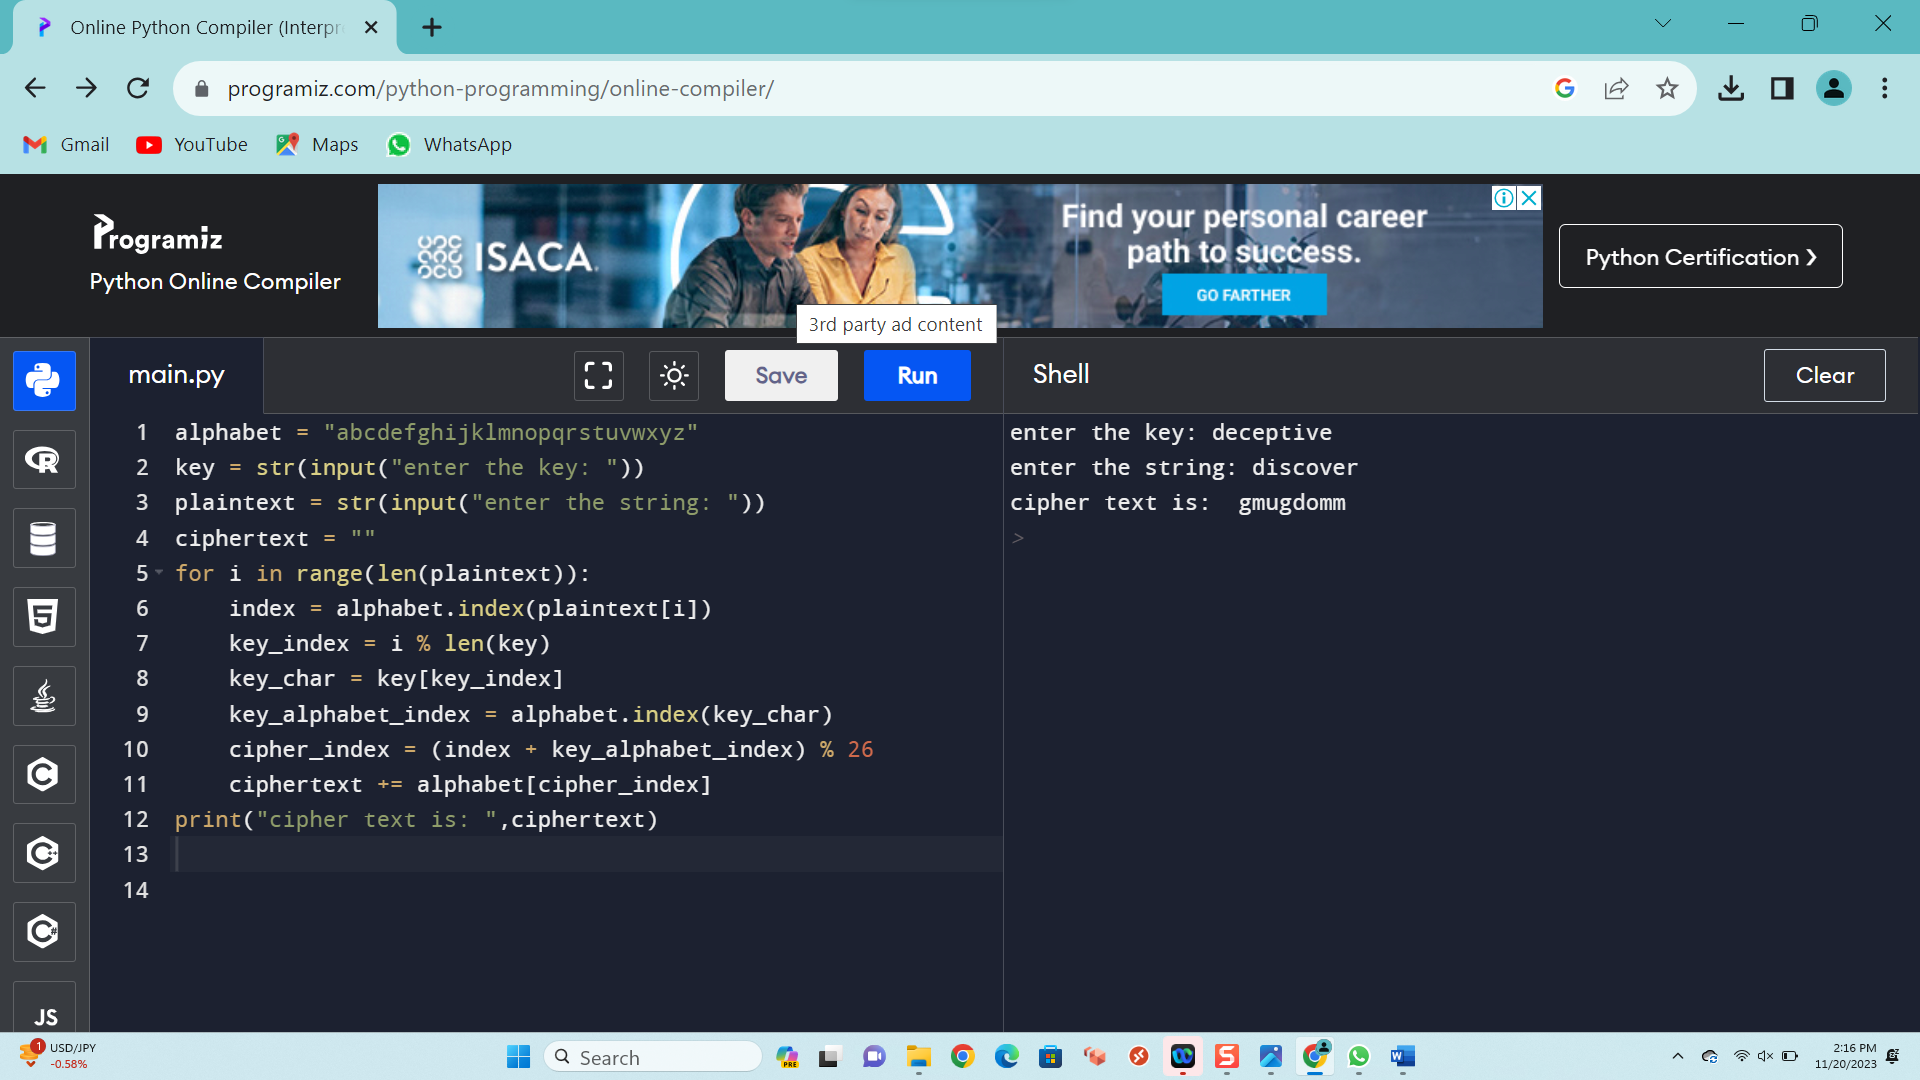 Online Python Compiler (Interpr
programiz.com/python-programming/online-compiler/
Gmail
YouTube
Maps
WhatsApp
Programiz
Python Online Compiler
ISACA.
Find your personal career
path to success.
GO FARTHER
3rd party ad content
Python Certification ❯
main.py
Save
Run
Shell
Clear
1 alphabet = "abcdefghijklmnopqrstuvwxyz"
2 key = str(input("enter the key: "))
3 plaintext = str(input("enter the string: "))
4 ciphertext = ""
5 for i in range(len(plaintext)):
6     index = alphabet.index(plaintext[i])
7     key_index = i % len(key)
8     key_char = key[key_index]
9     key_alphabet_index = alphabet.index(key_char)
10     cipher_index = (index + key_alphabet_index) % 26
11     ciphertext += alphabet[cipher_index]
12 print("cipher text is: ",ciphertext)
13
14
enter the key: deceptive
enter the string: discover
cipher text is:  gmugdomm
>
JS
1
USD/JPY
-0.58%
Search
PRE
2:16 PM
11/20/2023